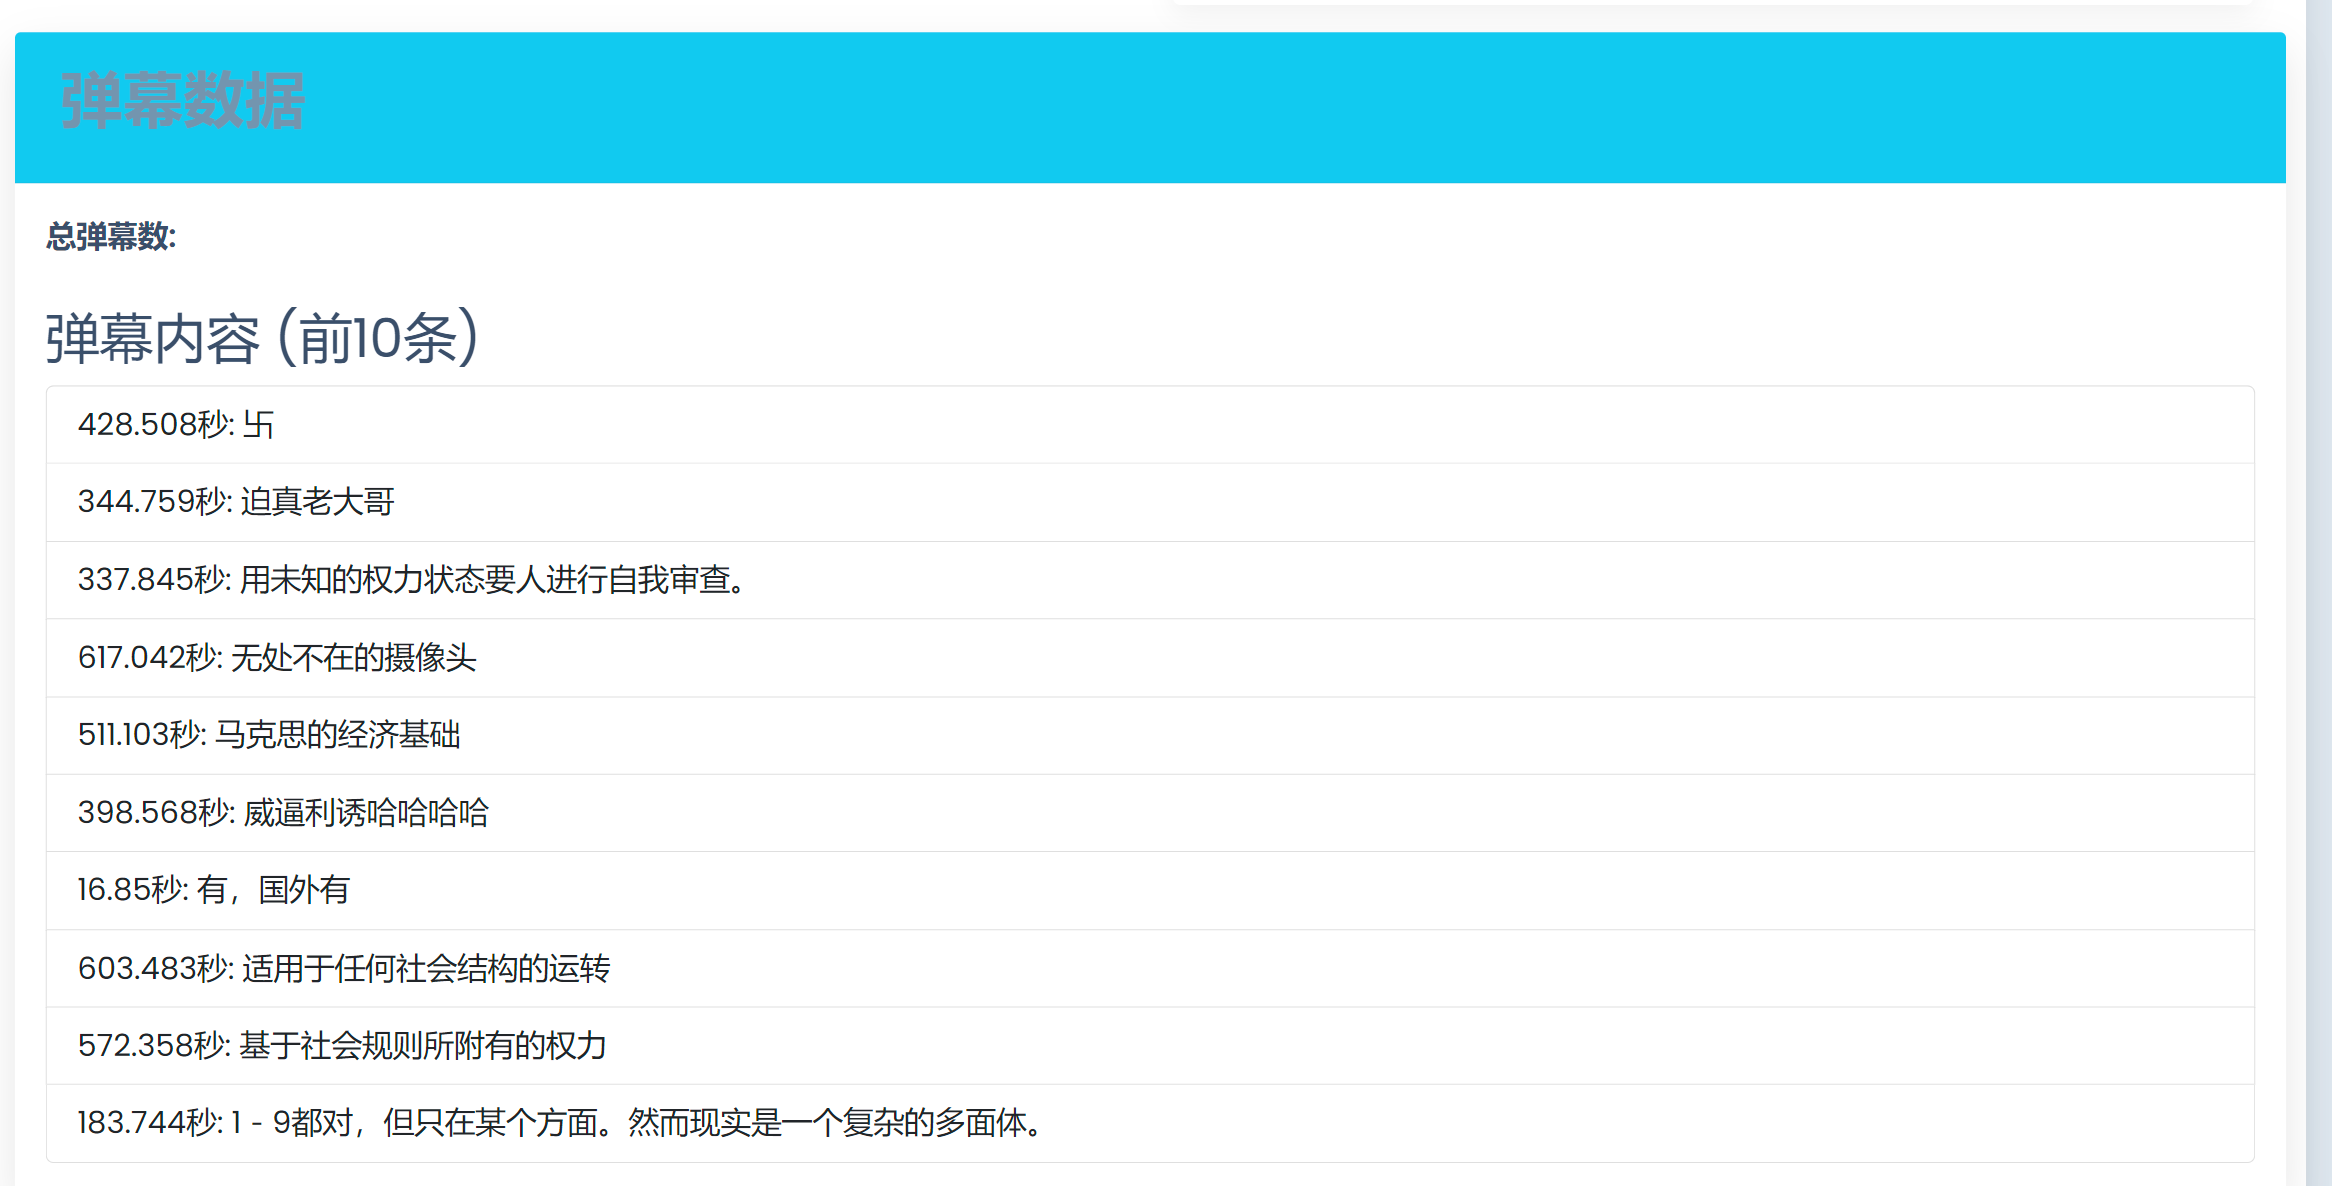 弹幕数据
总弹幕数:
弹幕内容 (前10条)
428.508秒: 卐
344.759秒: 迫真老大哥
337.845秒: 用未知的权力状态要人进行自我审查。
617.042秒: 无处不在的摄像头
511.103秒: 马克思的经济基础
398.568秒: 威逼利诱哈哈哈哈
16.85秒: 有，国外有
603.483秒: 适用于任何社会结构的运转
572.358秒: 基于社会规则所附有的权力
183.744秒: 1 - 9都对，但只在某个方面。然而现实是一个复杂的多面体。